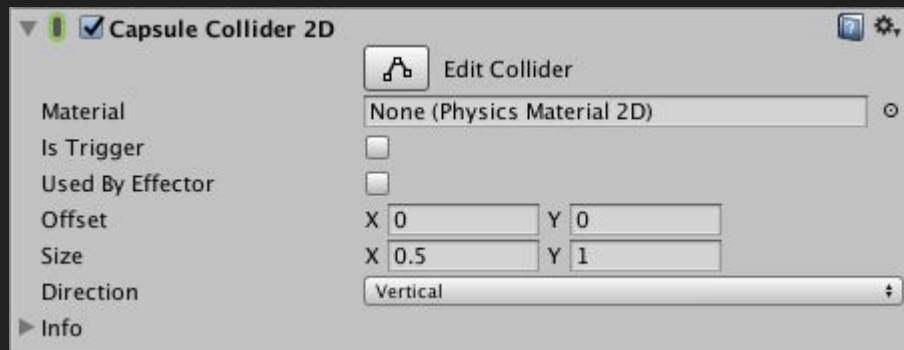 Capsule Collider 2D
Edit Collider
Material None (Physics Material 2D)
Is Trigger
Used By Effector
Offset X 0 Y 0
Size X 0.5 Y 1
Direction Vertical
Info